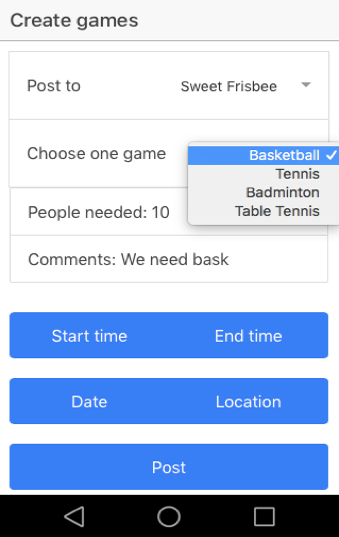 Create games
Post to Sweet Frisbee
Choose one game
Basketball
Tennis
Badminton
Table Tennis
People needed: 10
Comments: We need bask
Start time End time
Date Location
Post